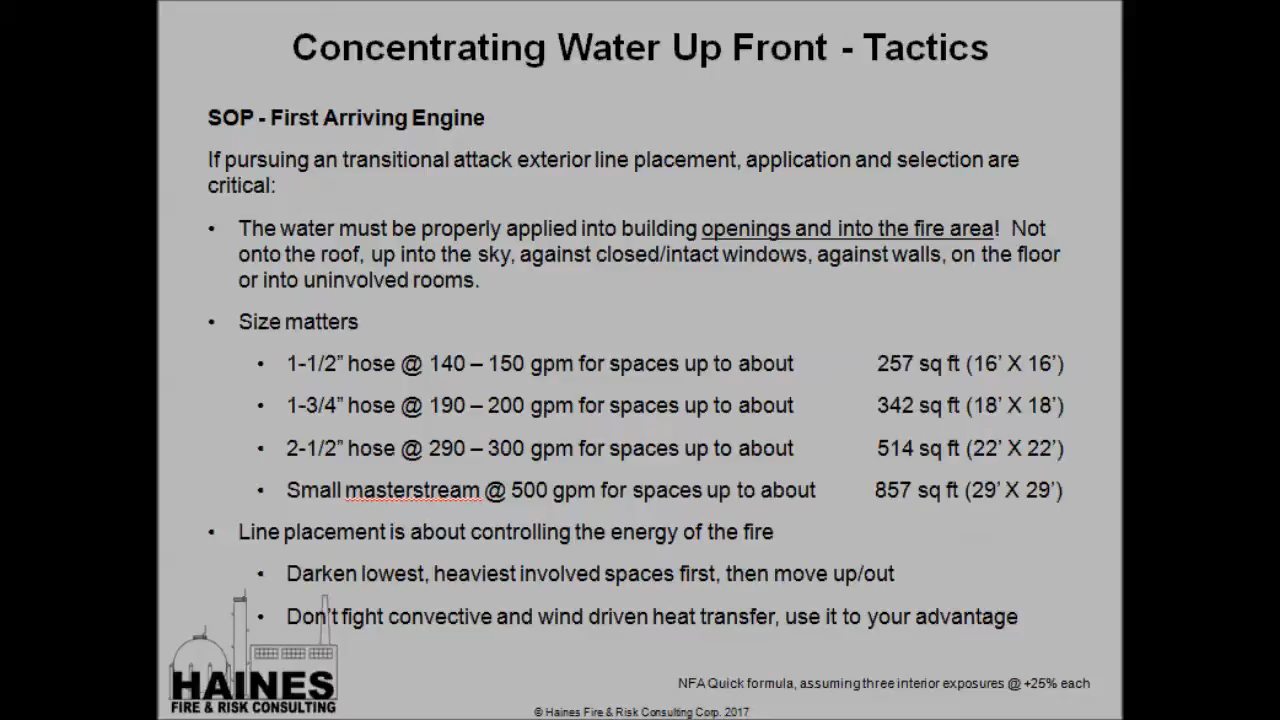 Concentrating Water Up Front - Tactics
SOP - First Arriving Engine
If pursuing an transitional attack exterior line placement, application and selection are
critical:
• The water must be properly applied into building openings and into the fire area! Not
onto the roof, up into the sky, against closed/intact windows, against walls, on the floor
or into uninvolved rooms.
• Size matters
• 1-1/2” hose @ 140 – 150 gpm for spaces up to about 257 sq ft (16’ X 16’)
• 1-3/4” hose @ 190 – 200 gpm for spaces up to about 342 sq ft (18’ X 18’)
• 2-1/2” hose @ 290 – 300 gpm for spaces up to about 514 sq ft (22’ X 22’)
• Small masterstream @ 500 gpm for spaces up to about 857 sq ft (29’ X 29’)
• Line placement is about controlling the energy of the fire
• Darken lowest, heaviest involved spaces first, then move up/out
• Don’t fight convective and wind driven heat transfer, use it to your advantage
HAINES
FIRE & RISK CONSULTING
NFA Quick formula, assuming three interior exposures @ +25% each
© Haines Fire & Risk Consulting Corp. 2017